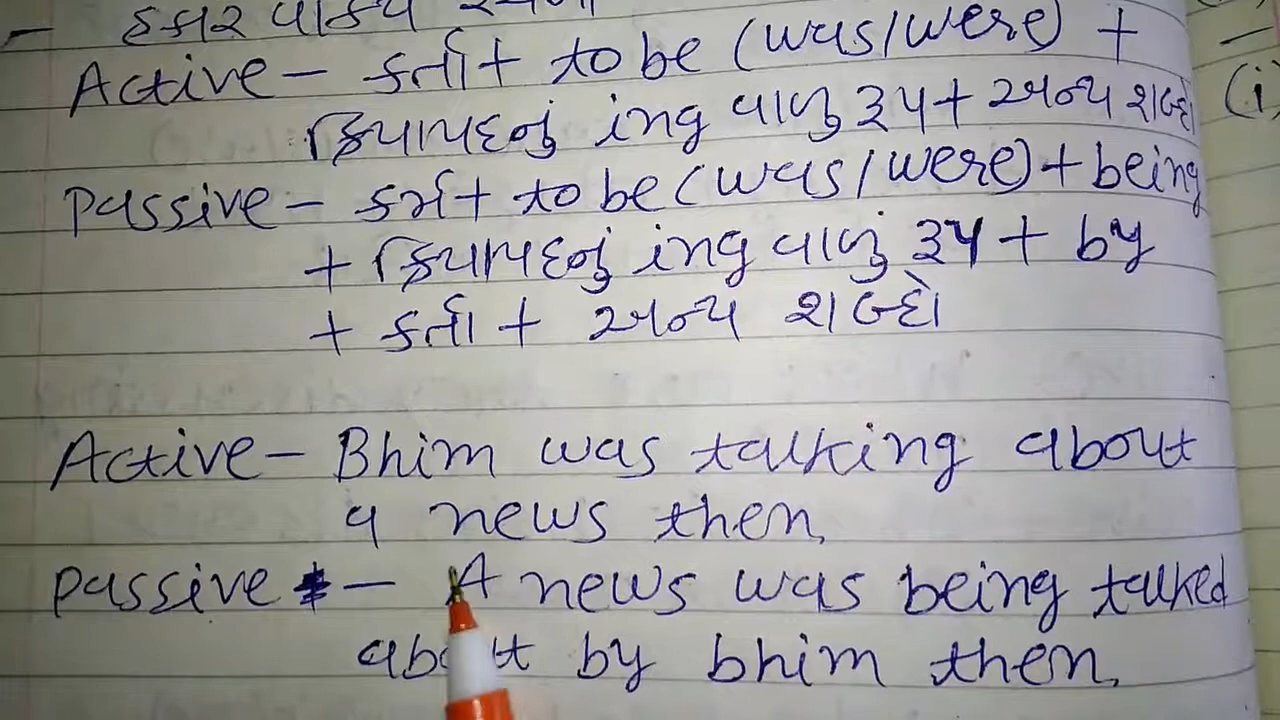 - હકાર વાક્ય રચના
Active - કર્તા + to be (was/were) +
ક્રિયાપદનું ing વાળુ રૂપ + અન્ય શબ્દો
(i)
Passive - કર્મ + to be (was/were) + being
+ ક્રિયાપદનું ing વાળું રૂપ + by
+ કર્તા + અન્ય શબ્દો
Active - Bhim was talking about
a news then.
Passive - A news was being talked
about by bhim then.